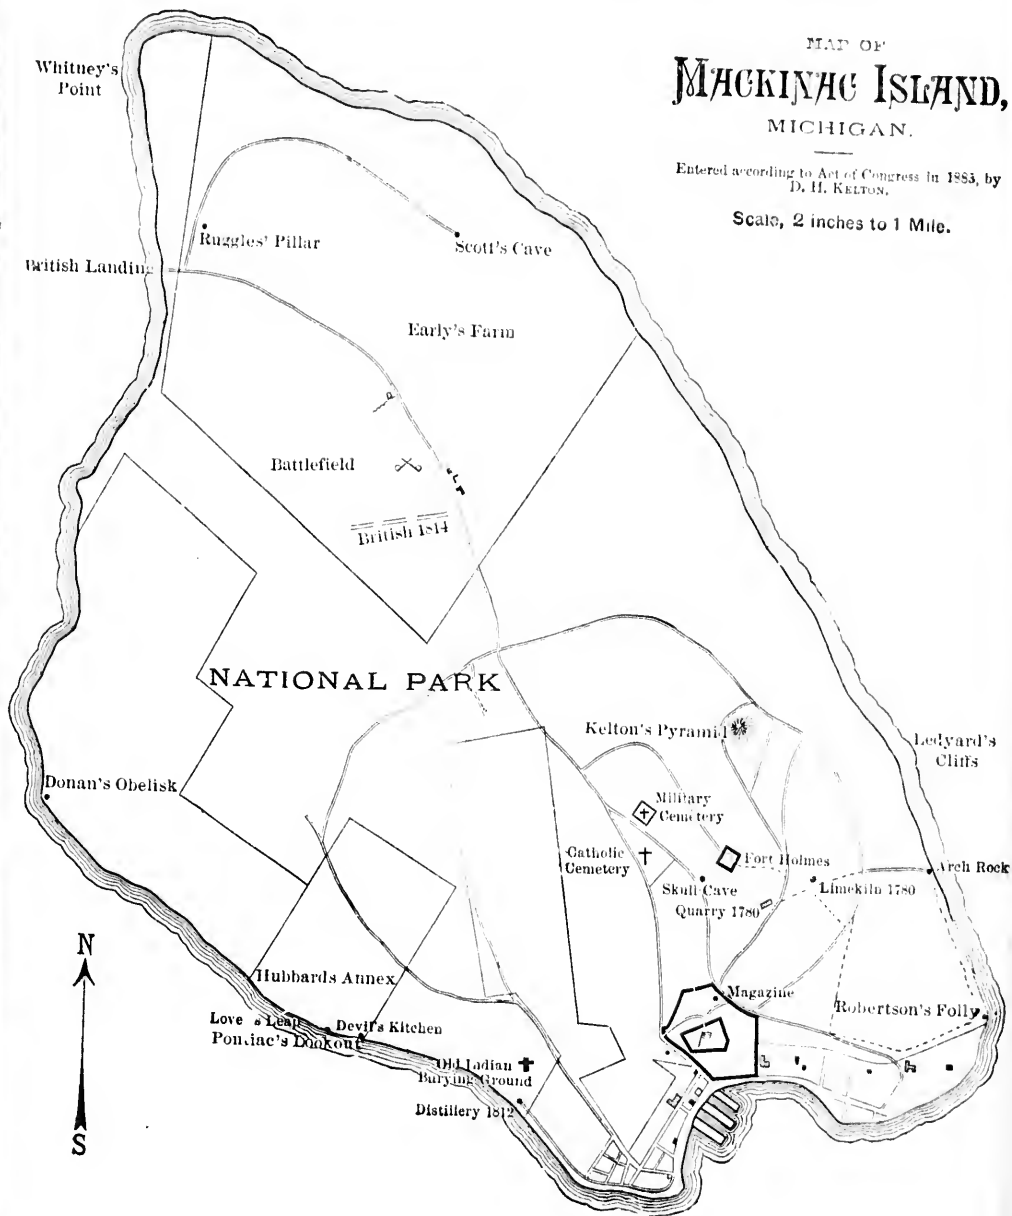 MAP OF
MACKINAC ISLAND,
MICHIGAN.
Entered according to Act of Congress in 1885, by
D. H. KELTON.
Scale, 2 inches to 1 Mile.
Whitney's
Point
Ruggles' Pillar
Scott's Cave
British Landing
Early's Farm
Battlefield
British 1814
NATIONAL PARK
Kelton's Pyramid
Ledyard's
Cliffs
Donan's Obelisk
Military
Cemetery
Catholic
Cemetery
Fort Holmes
Arch Rock
Skull Cave
Limekiln 1780
Quarry 1780
N
Hubbards Annex
Magazine
Robertson's Folly
Love s Leap
Devil's Kitchen
Pontiac's Lookout
Old Indian
Burying Ground
Distillery 1812
S